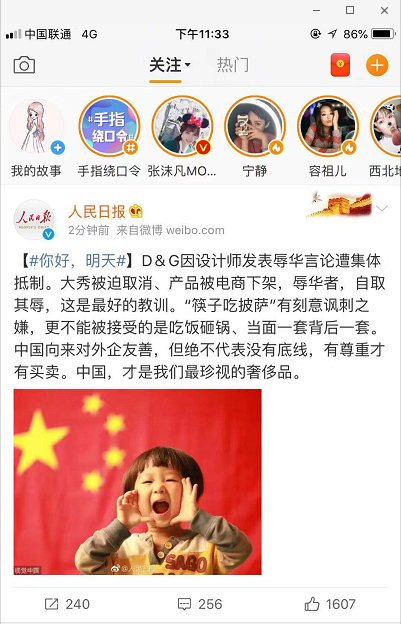 中国联通 4G 下午11:33 86%
关注 热门
手指
绕口令
我的故事 手指绕口令 张沫凡MO... 宁静 容祖儿 西北地
人民日报
PEOPLE'S DAILY
人民日报
2分钟前 来自微博 weibo.com
【#你好，明天#】D＆G因设计师发表辱华言论遭集体
抵制。大秀被迫取消、产品被电商下架，辱华者，自取
其辱，这是最好的教训。“筷子吃披萨”有刻意讽刺之
嫌，更不能被接受的是吃饭砸锅、当面一套背后一套。
中国向来对外企友善，但绝不代表没有底线，有尊重才
有买卖。中国，才是我们最珍视的奢侈品。
SAGO
视觉中国
@人民日报
240 256 1607